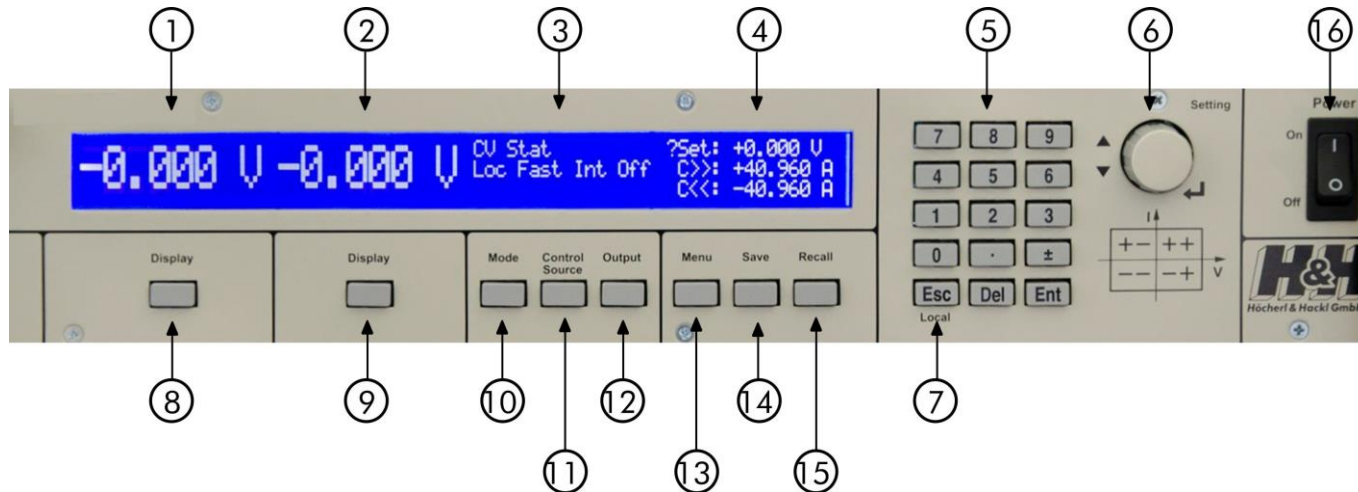 1 2 3 4 5 6 16
Setting
Power
On
Off
-0.000 V -0.000 V
CV Stat
Loc Fast Int Off
?Set: +0.000 V
C>>: +40.960 A
C<<: -40.960 A
7 8 9
4 5 6
1 2 3
0 . ±
Esc Del Ent
Local
I
+- ++
-- -+
V
I
O
H&H
Höcherl & Hackl Gmb
Display
Display
Mode
Control
Source
Output
Menu
Save
Recall
8 9 10 12 14 7
11 13 15